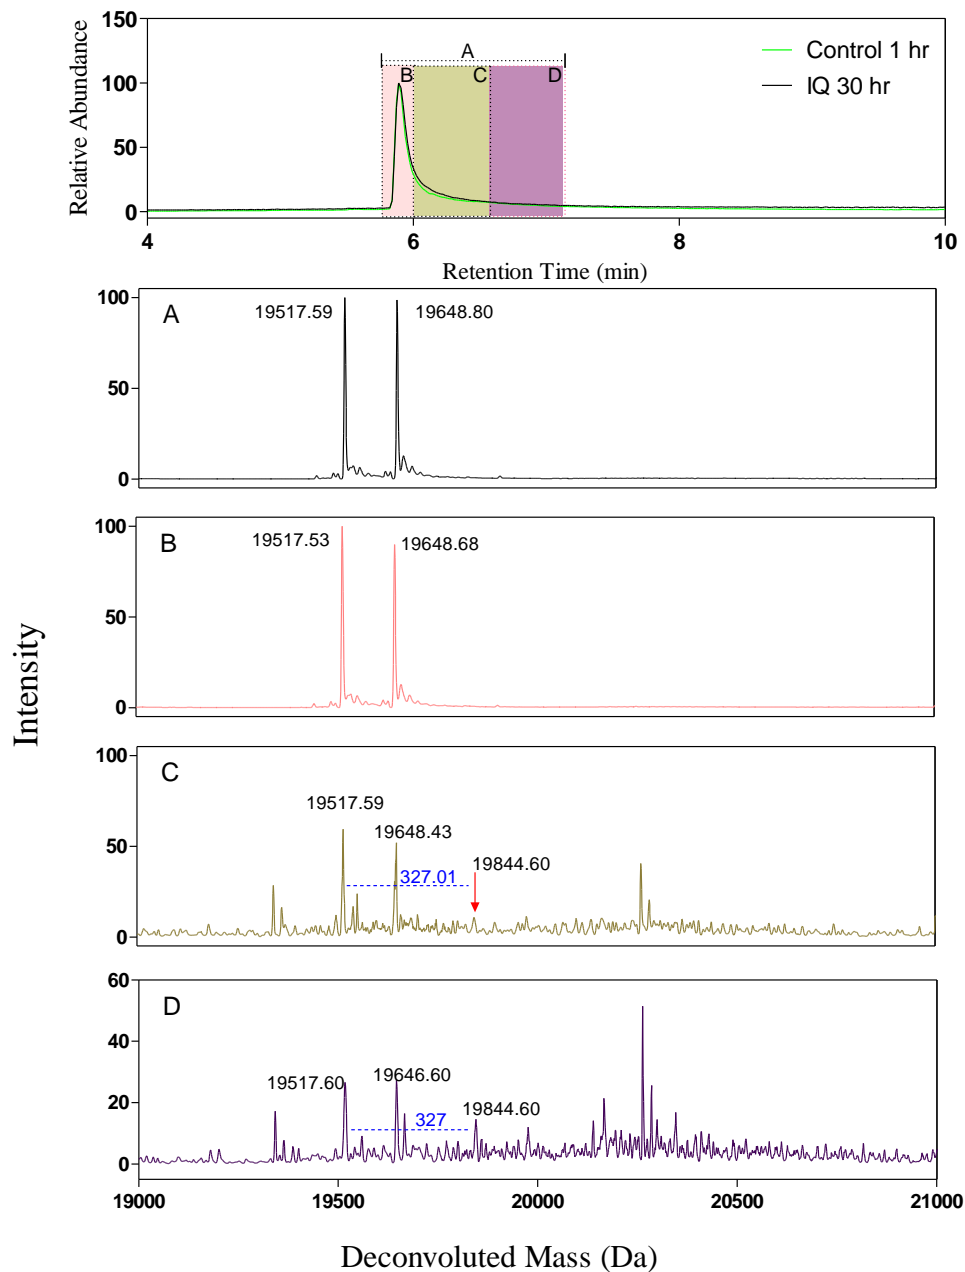 150
100
50
0
Relative Abundance
A
B
C
D
Control 1 hr
IQ 30 hr
4
6
8
10
Retention Time (min)
Intensity
100
50
0
A
19517.59
19648.80
100
50
0
B
19517.53
19648.68
100
50
0
C
19517.59
19648.43
327.01
19844.60
60
40
20
0
D
19517.60
19646.60
327
19844.60
19000
19500
20000
20500
21000
Deconvoluted Mass (Da)